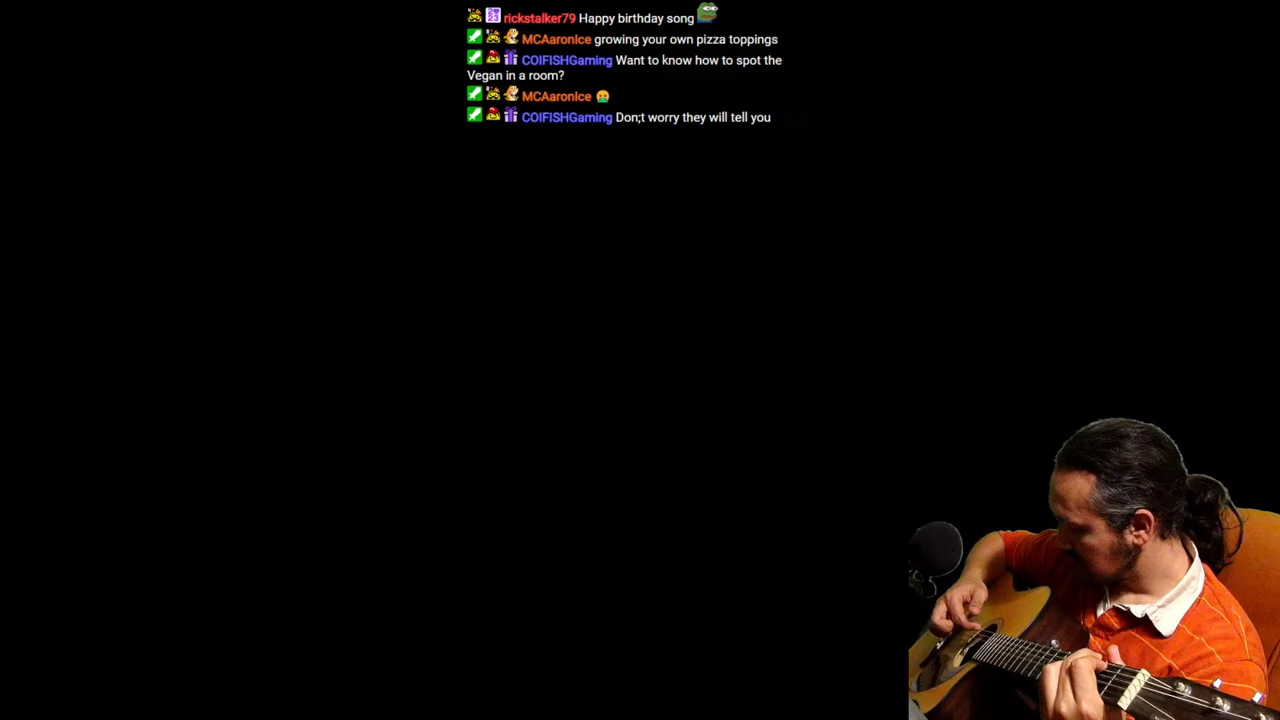 rickstalker79 Happy birthday song
MCAaronIce growing your own pizza toppings
COIFISHGaming Want to know how to spot the
Vegan in a room?
MCAaronIce
COIFISHGaming Don;t worry they will tell you